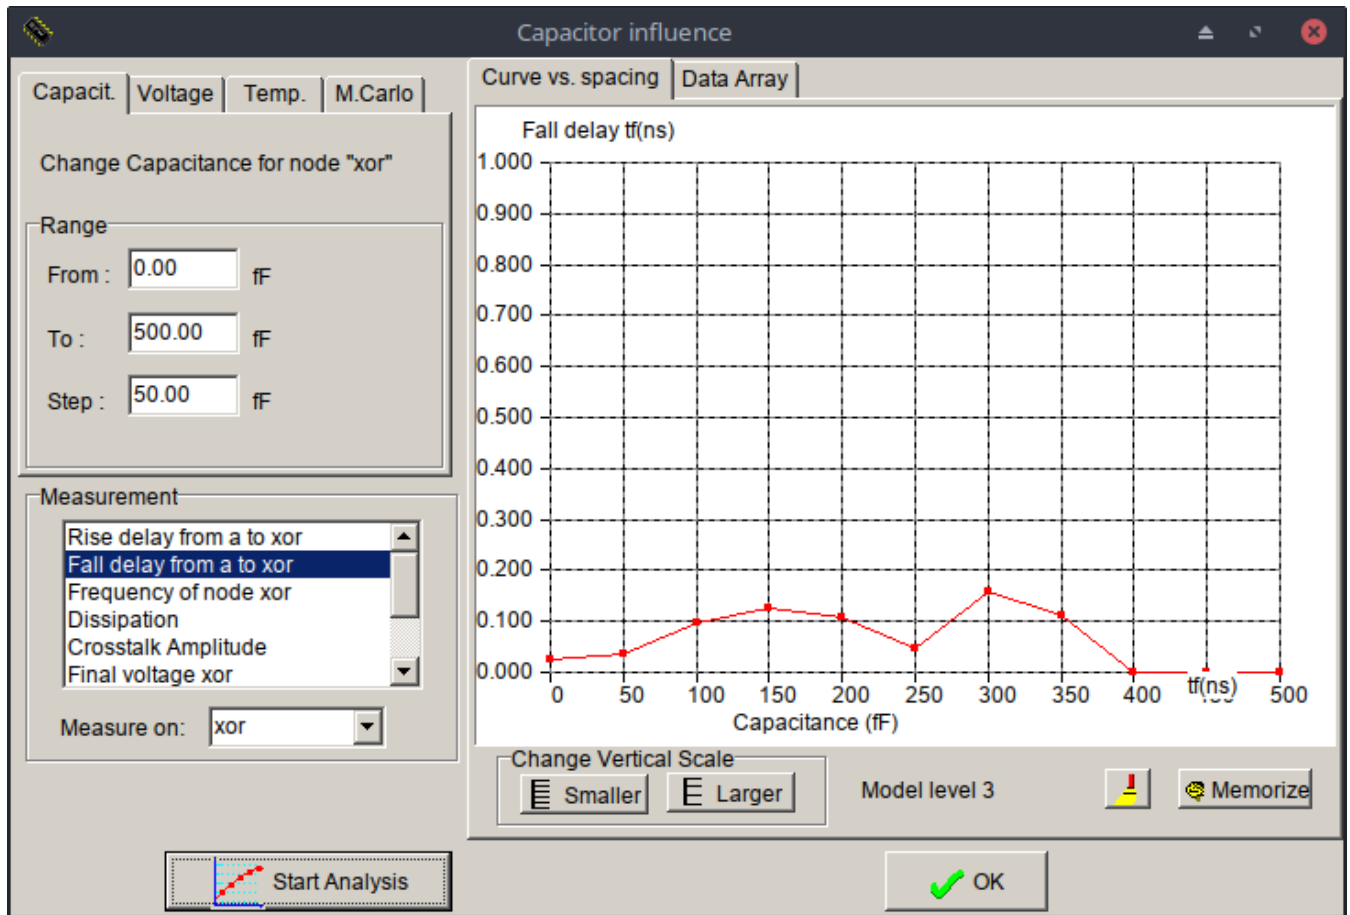 Capacitor influence
Capacit. Voltage Temp. M.Carlo
Change Capacitance for node "xor"
Range
From : 0.00 fF
To : 500.00 fF
Step : 50.00 fF
Measurement
Rise delay from a to xor
Fall delay from a to xor
Frequency of node xor
Dissipation
Crosstalk Amplitude
Final voltage xor
Measure on: xor
Start Analysis
Curve vs. spacing Data Array
Fall delay tf(ns)
1.000
0.900
0.800
0.700
0.600
0.500
0.400
0.300
0.200
0.100
0.000
0 50 100 150 200 250 300 350 400 tf(ns) 500
Capacitance (fF)
Change Vertical Scale
Smaller Larger
Model level 3
Memorize
OK